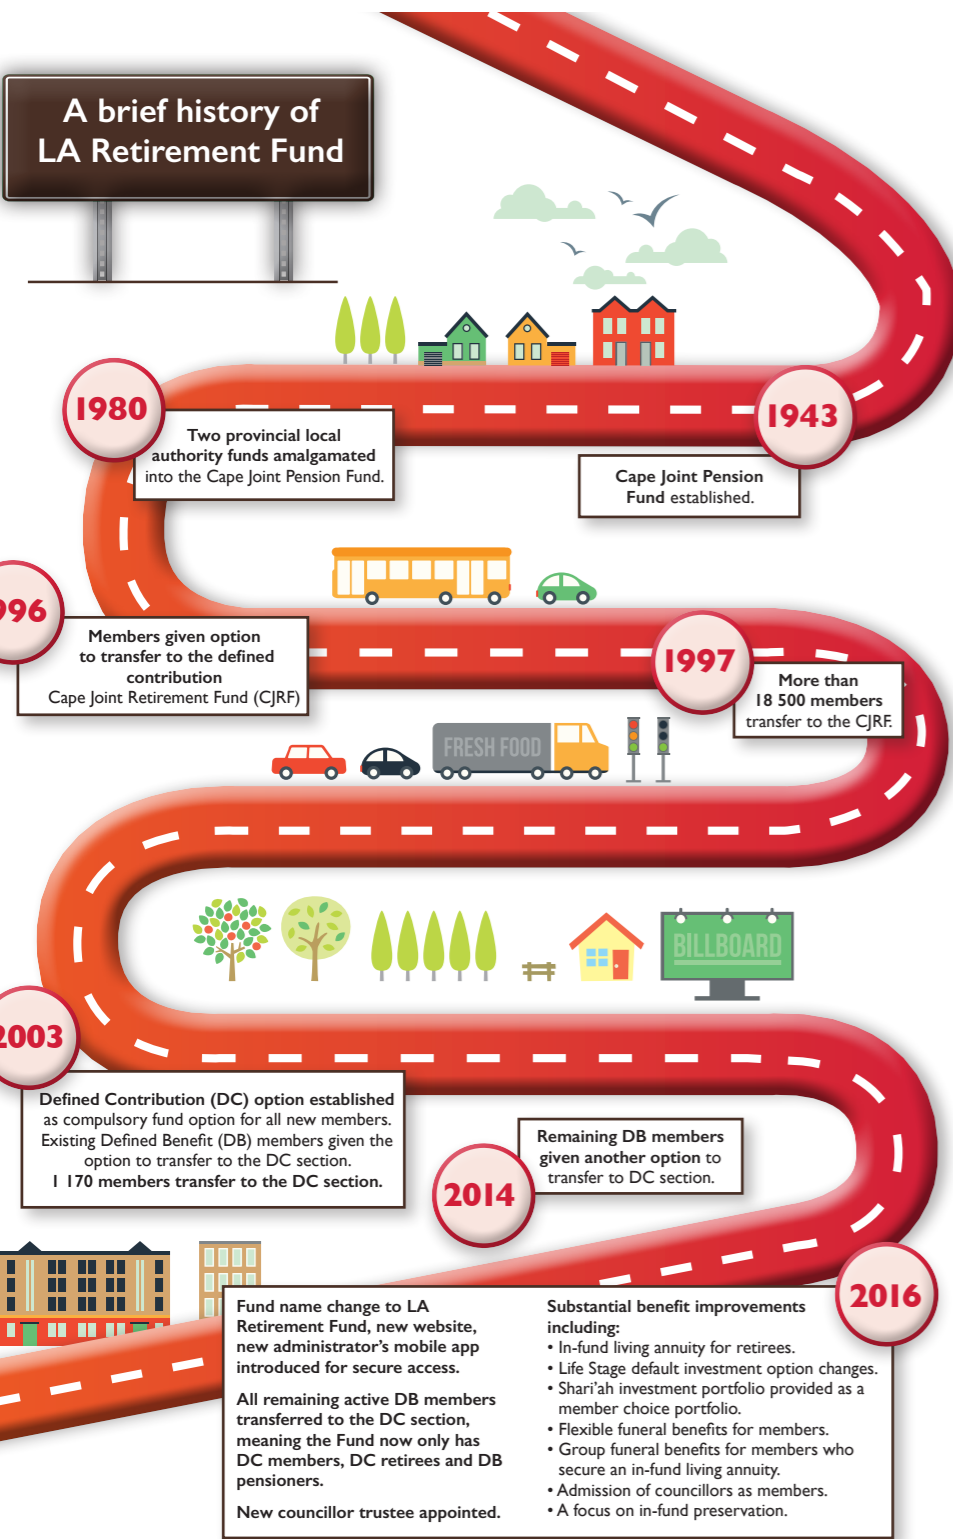 A brief history of
LA Retirement Fund
1943
Cape Joint Pension
Fund established.
1980
Two provincial local
authority funds amalgamated
into the Cape Joint Pension Fund.
996
Members given option
to transfer to the defined
contribution
Cape Joint Retirement Fund (CJRF)
1997
More than
18 500 members
transfer to the CJRF.
FRESH FOOD
BILLBOARD
2003
Defined Contribution (DC) option established
as compulsory fund option for all new members.
Existing Defined Benefit (DB) members given the
option to transfer to the DC section.
1 170 members transfer to the DC section.
2014
Remaining DB members
given another option to
transfer to DC section.
2016
Fund name change to LA
Retirement Fund, new website,
new administrator’s mobile app
introduced for secure access.
All remaining active DB members
transferred to the DC section,
meaning the Fund now only has
DC members, DC retirees and DB
pensioners.
New councillor trustee appointed.
Substantial benefit improvements
including:
• In-fund living annuity for retirees.
• Life Stage default investment option changes.
• Shari’ah investment portfolio provided as a
member choice portfolio.
• Flexible funeral benefits for members.
• Group funeral benefits for members who
secure an in-fund living annuity.
• Admission of councillors as members.
• A focus on in-fund preservation.